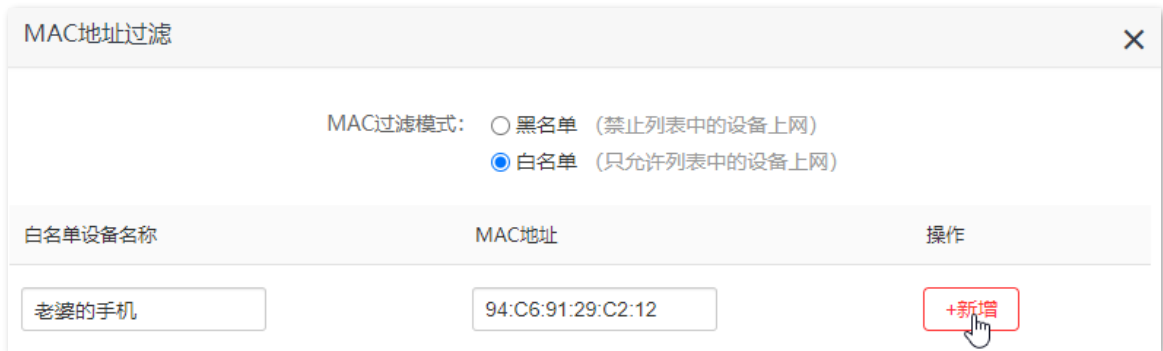 MAC地址过滤
MAC过滤模式： 黑名单 （禁止列表中的设备上网）
白名单 （只允许列表中的设备上网）
白名单设备名称 MAC地址 操作
老婆的手机 94:C6:91:29:C2:12 +新增